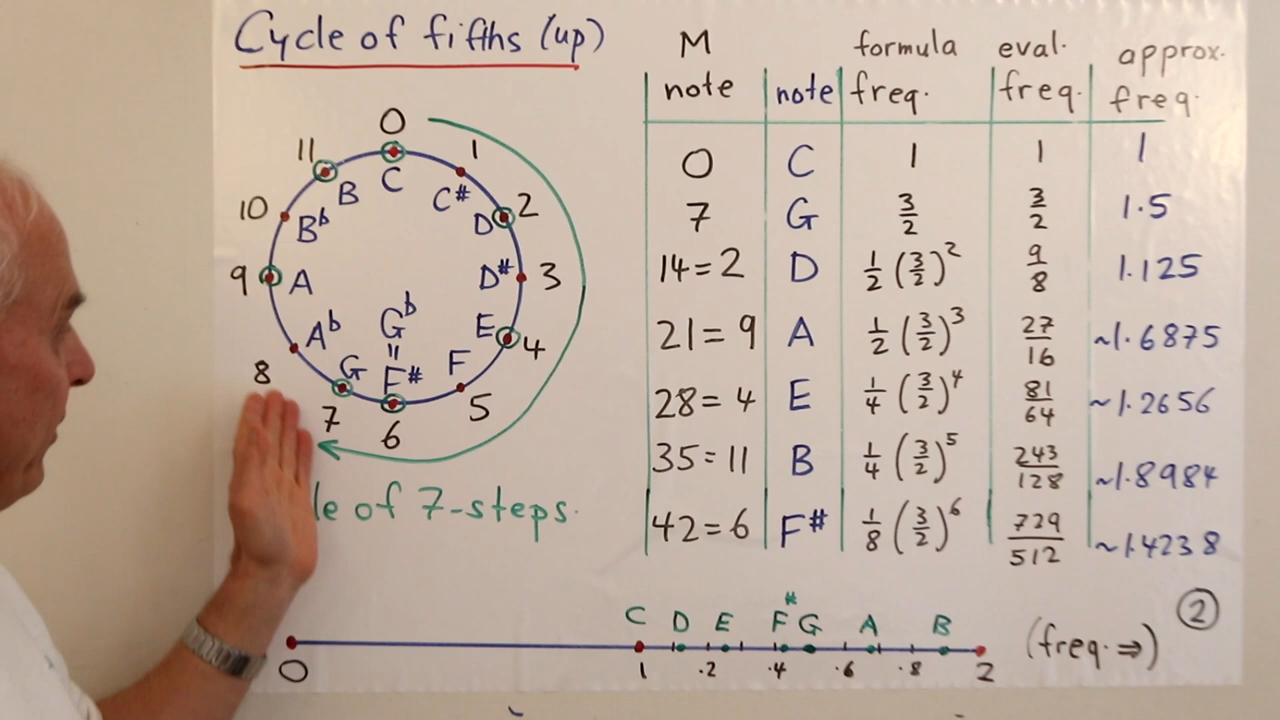 Cycle of fifths (up)
M note note formula freq. eval. freq. approx. freq.
0 C 1 1 1
7 G 3/2 3/2 1.5
14=2 D 1/2 (3/2)^2 9/8 1.125
21=9 A 1/2 (3/2)^3 27/16 ~1.6875
28=4 E 1/4 (3/2)^4 81/64 ~1.2656
35=11 B 1/4 (3/2)^5 243/128 ~1.8984
42=6 F# 1/8 (3/2)^6 729/512 ~1.4238
0
11 1
B C C#
10 Bb D 2
9 A D# 3
Ab Gb E 4
=
8 G F# F
7 6 5
le of 7-steps.
2
C D E F# G A B
(freq. ⇒)
0 1 .2 .4 .6 .8 2